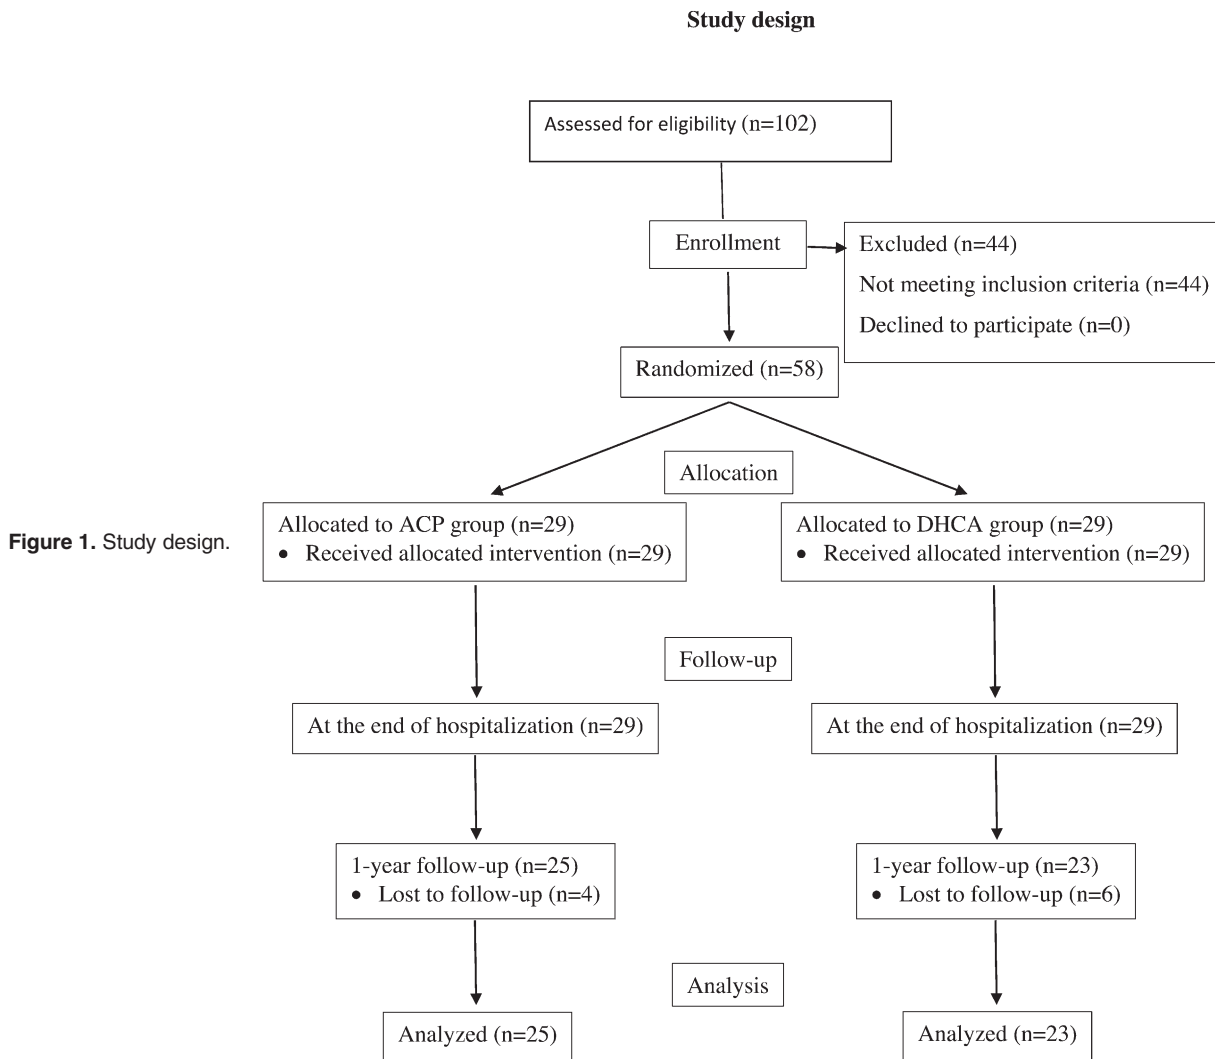 Study design
Assessed for eligibility (n=102)
Enrollment
Excluded (n=44)
Not meeting inclusion criteria (n=44)
Declined to participate (n=0)
Randomized (n=58)
Allocation
Allocated to ACP group (n=29)
• Received allocated intervention (n=29)
Allocated to DHCA group (n=29)
• Received allocated intervention (n=29)
Figure 1. Study design.
Follow-up
At the end of hospitalization (n=29)
At the end of hospitalization (n=29)
1-year follow-up (n=25)
• Lost to follow-up (n=4)
1-year follow-up (n=23)
• Lost to follow-up (n=6)
Analysis
Analyzed (n=25)
Analyzed (n=23)